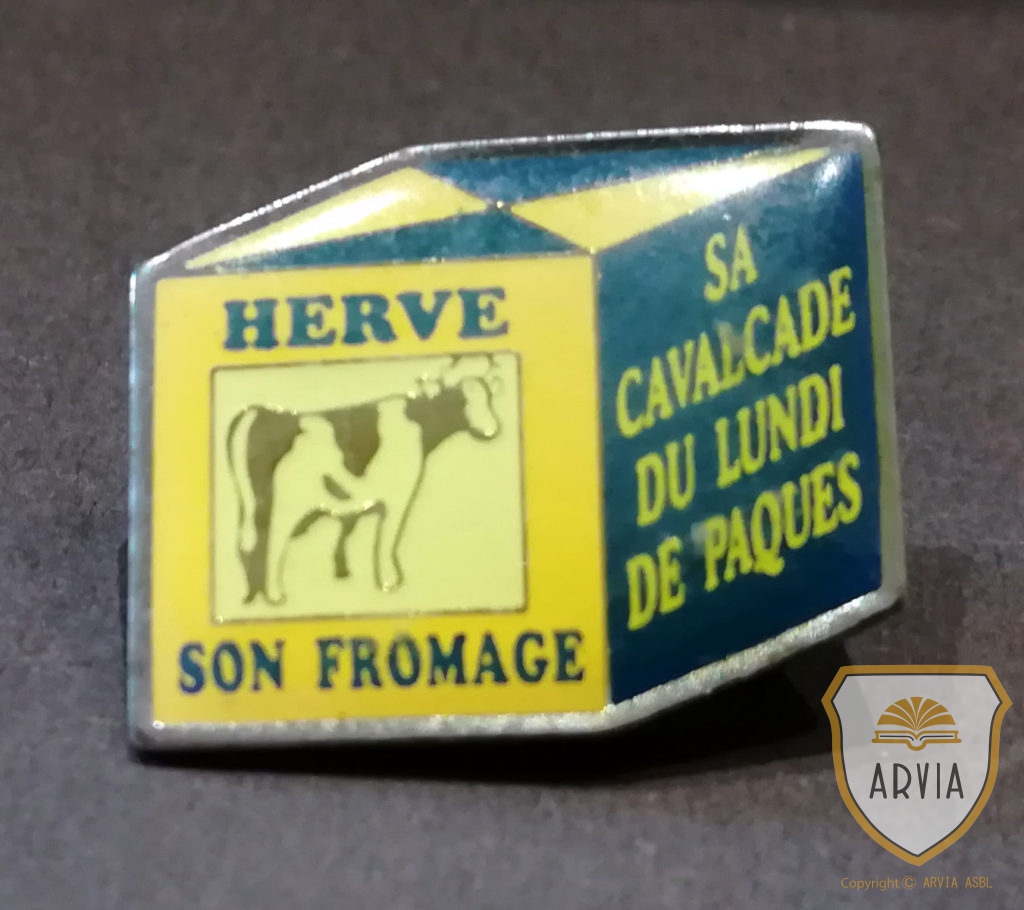 HERVE
SON FROMAGE
SA
CAVALCADE
DU LUNDI
DE PAQUES
ARVIA
Copyright © ARVIA ASBL